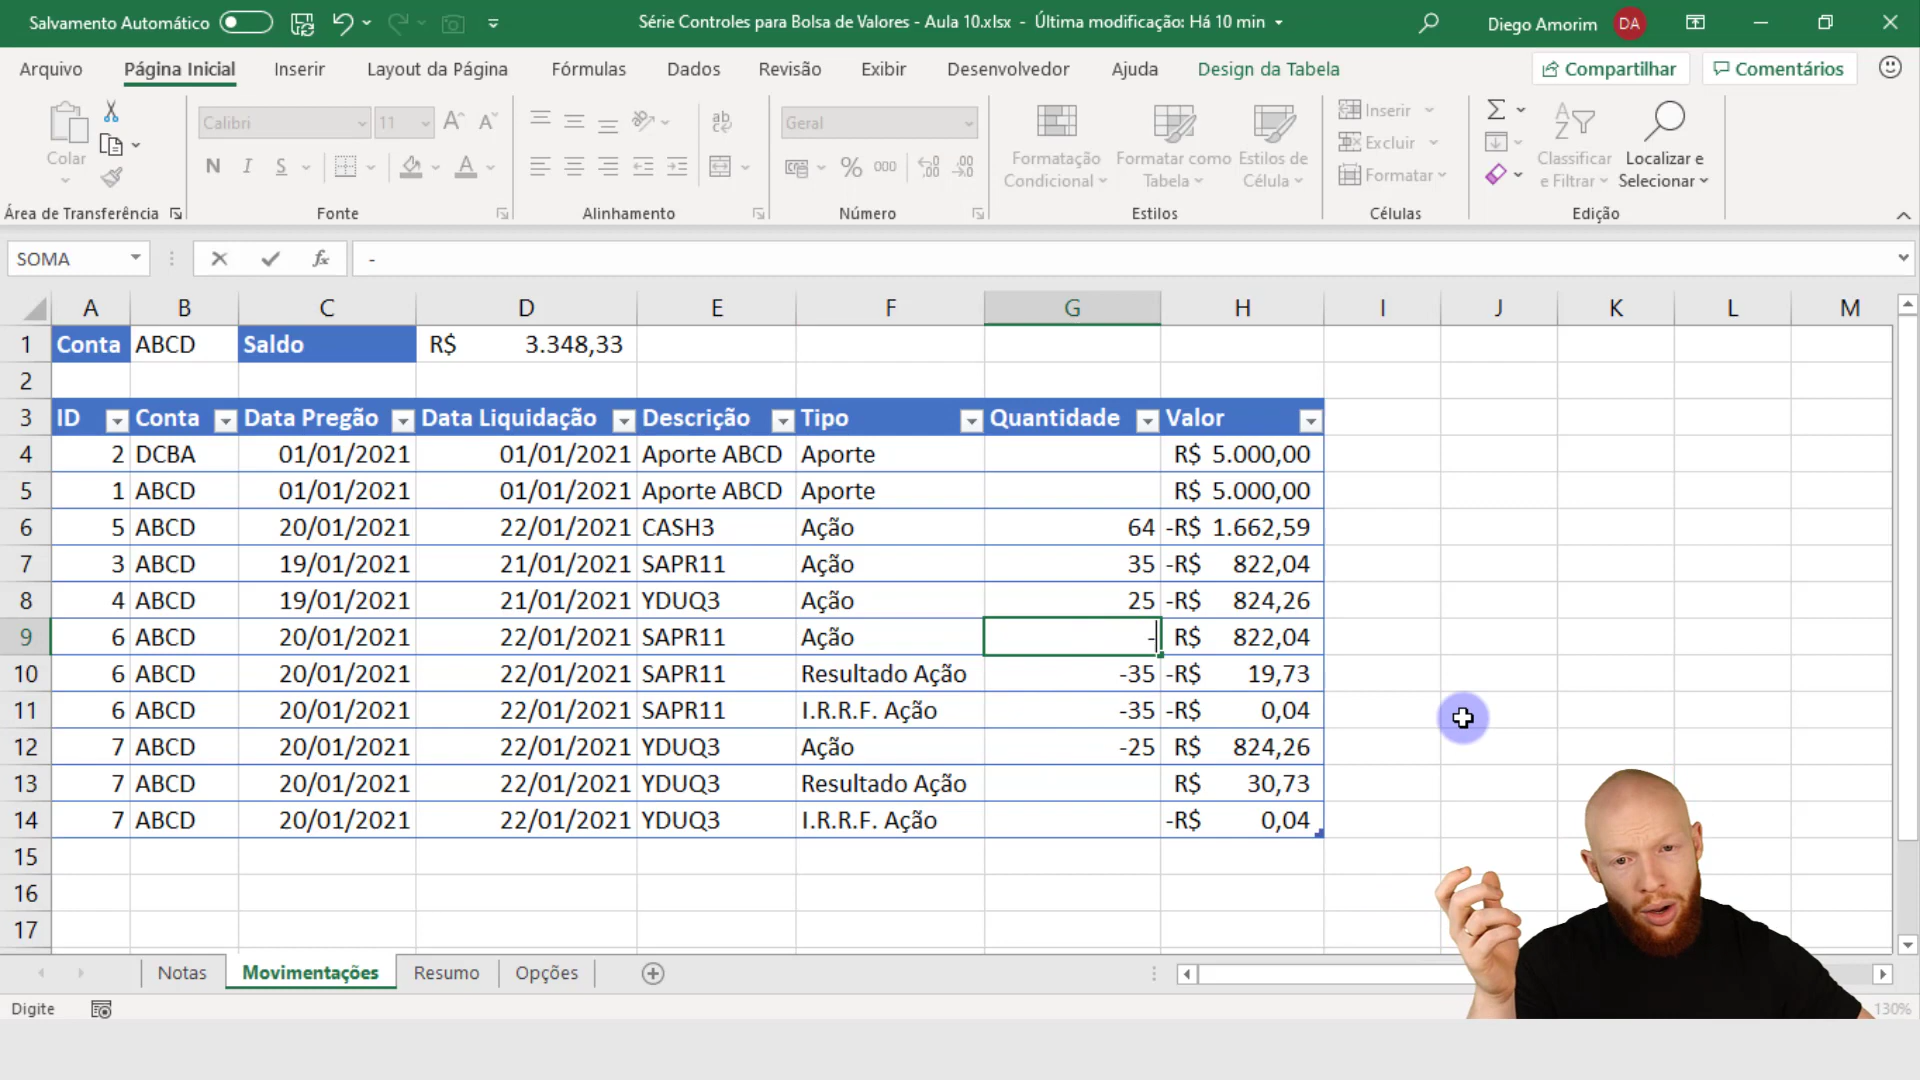 Salvamento Automático
Série Controles para Bolsa de Valores - Aula 10.xlsx - Última modificação: Há 10 min
Diego Amorim DA
Arquivo Página Inicial Inserir Layout da Página Fórmulas Dados Revisão Exibir Desenvolvedor Ajuda Design da Tabela Compartilhar Comentários
Colar
Calibri 11
N I S
Geral
% 000
Formatação Condicional
Formatar como Tabela
Estilos de Célula
Inserir
Excluir
Formatar
Classificar e Filtrar
Localizar e Selecionar
Área de Transferência Fonte Alinhamento Número Estilos Células Edição
SOMA fx -
A B C D E F G H I J K L M
1 Conta ABCD Saldo R$ 3.348,33
2
3 ID Conta Data Pregão Data Liquidação Descrição Tipo Quantidade Valor
4 2 DCBA 01/01/2021 01/01/2021 Aporte ABCD Aporte R$ 5.000,00
5 1 ABCD 01/01/2021 01/01/2021 Aporte ABCD Aporte R$ 5.000,00
6 5 ABCD 20/01/2021 22/01/2021 CASH3 Ação 64 -R$ 1.662,59
7 3 ABCD 19/01/2021 21/01/2021 SAPR11 Ação 35 -R$ 822,04
8 4 ABCD 19/01/2021 21/01/2021 YDUQ3 Ação 25 -R$ 824,26
9 6 ABCD 20/01/2021 22/01/2021 SAPR11 Ação - R$ 822,04
10 6 ABCD 20/01/2021 22/01/2021 SAPR11 Resultado Ação -35 -R$ 19,73
11 6 ABCD 20/01/2021 22/01/2021 SAPR11 I.R.R.F. Ação -35 -R$ 0,04
12 7 ABCD 20/01/2021 22/01/2021 YDUQ3 Ação -25 R$ 824,26
13 7 ABCD 20/01/2021 22/01/2021 YDUQ3 Resultado Ação R$ 30,73
14 7 ABCD 20/01/2021 22/01/2021 YDUQ3 I.R.R.F. Ação -R$ 0,04
15
16
17
Notas Movimentações Resumo Opções
Digite 130%